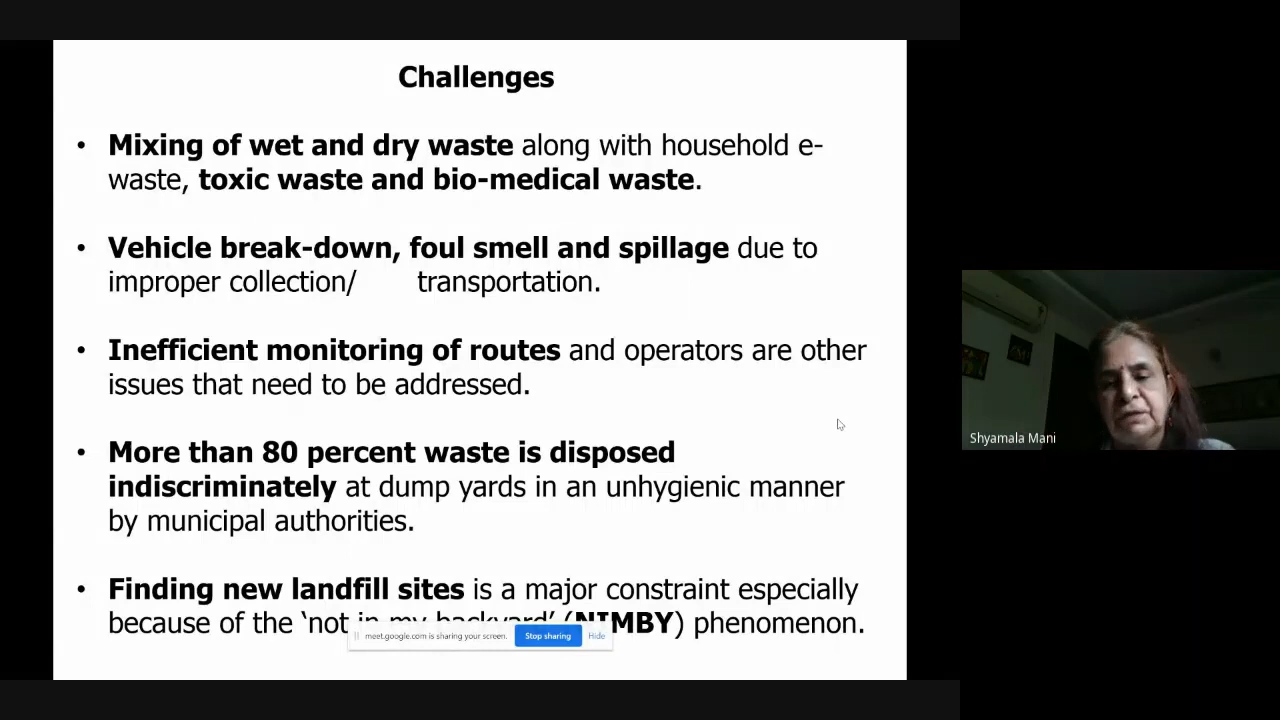 Challenges
• Mixing of wet and dry waste along with household e-
waste, toxic waste and bio-medical waste.
• Vehicle break-down, foul smell and spillage due to
improper collection/ transportation.
• Inefficient monitoring of routes and operators are other
issues that need to be addressed.
• More than 80 percent waste is disposed
indiscriminately at dump yards in an unhygienic manner
by municipal authorities.
• Finding new landfill sites is a major constraint especially
because of the ‘not in my backyard’ (NIMBY) phenomenon.
meet.google.com is sharing your screen. Stop sharing Hide
Shyamala Mani